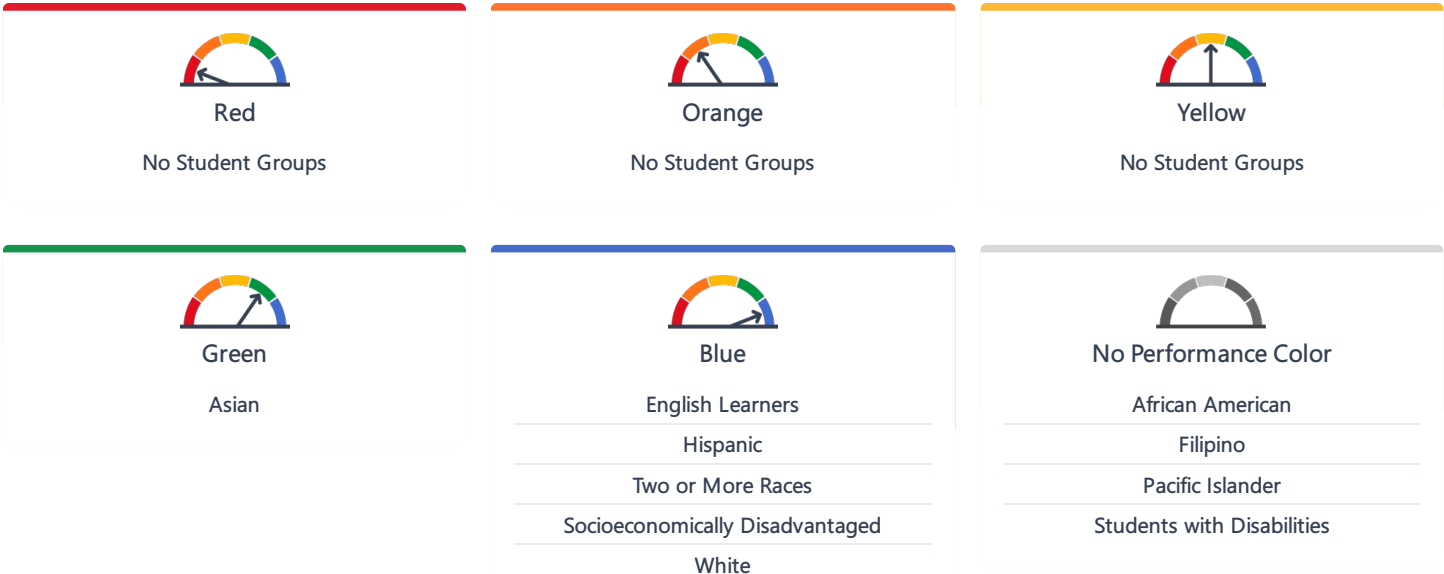 Red
No Student Groups
Orange
No Student Groups
Yellow
No Student Groups
Green
Asian
Blue
English Learners
Hispanic
Two or More Races
Socioeconomically Disadvantaged
White
No Performance Color
African American
Filipino
Pacific Islander
Students with Disabilities